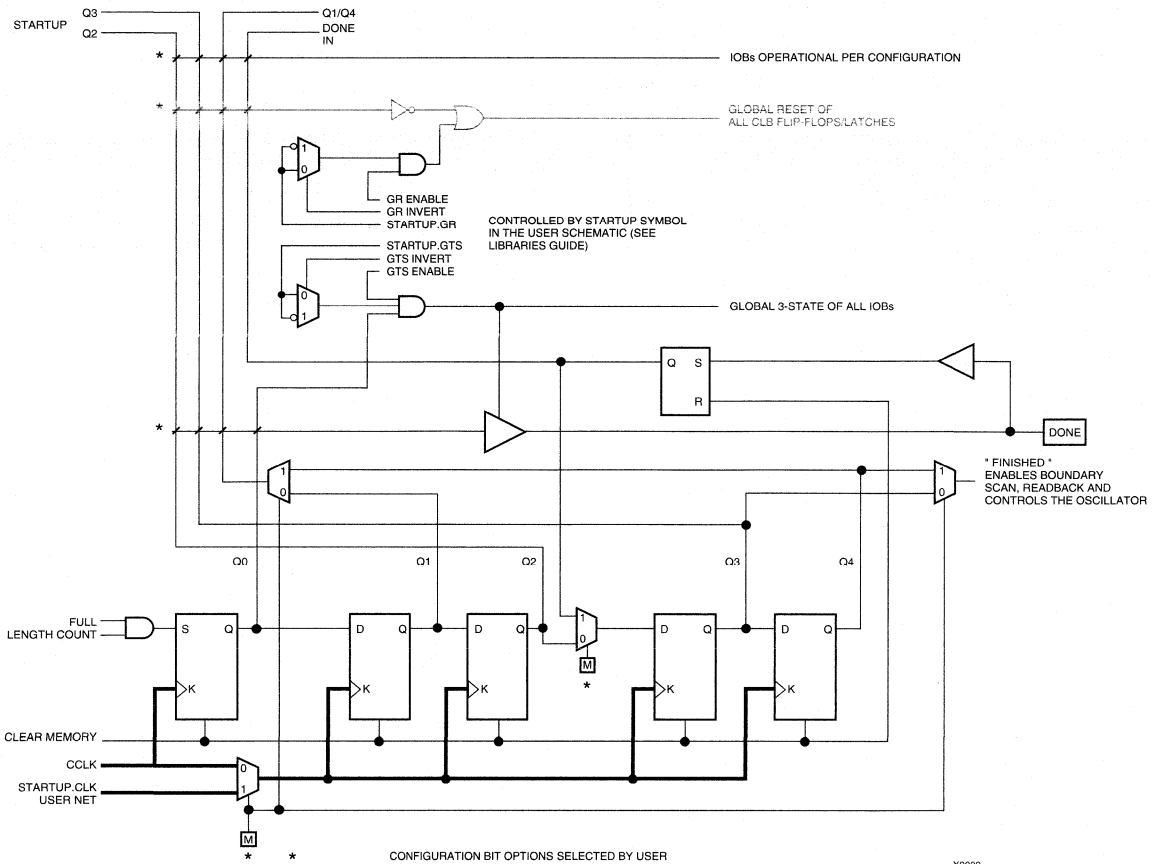 Q3
Q1/Q4
STARTUP
Q2
DONE
IN
*
IOBs OPERATIONAL PER CONFIGURATION
*
GLOBAL RESET OF
ALL CLB FLIP-FLOPS/LATCHES
1
0
GR ENABLE
GR INVERT
STARTUP.GR
CONTROLLED BY STARTUP SYMBOL
IN THE USER SCHEMATIC (SEE
LIBRARIES GUIDE)
STARTUP.GTS
GTS INVERT
GTS ENABLE
0
1
GLOBAL 3-STATE OF ALL IOBs
Q S
R
*
DONE
1
0
1
0
" FINISHED "
ENABLES BOUNDARY
SCAN, READBACK AND
CONTROLS THE OSCILLATOR
Q0
Q1
Q2
Q3
Q4
FULL
LENGTH COUNT
S Q
K
D Q
K
D Q
K
1
0
M
*
D Q
K
D Q
K
CLEAR MEMORY
CCLK
STARTUP.CLK
USER NET
0
1
M
*
* CONFIGURATION BIT OPTIONS SELECTED BY USER